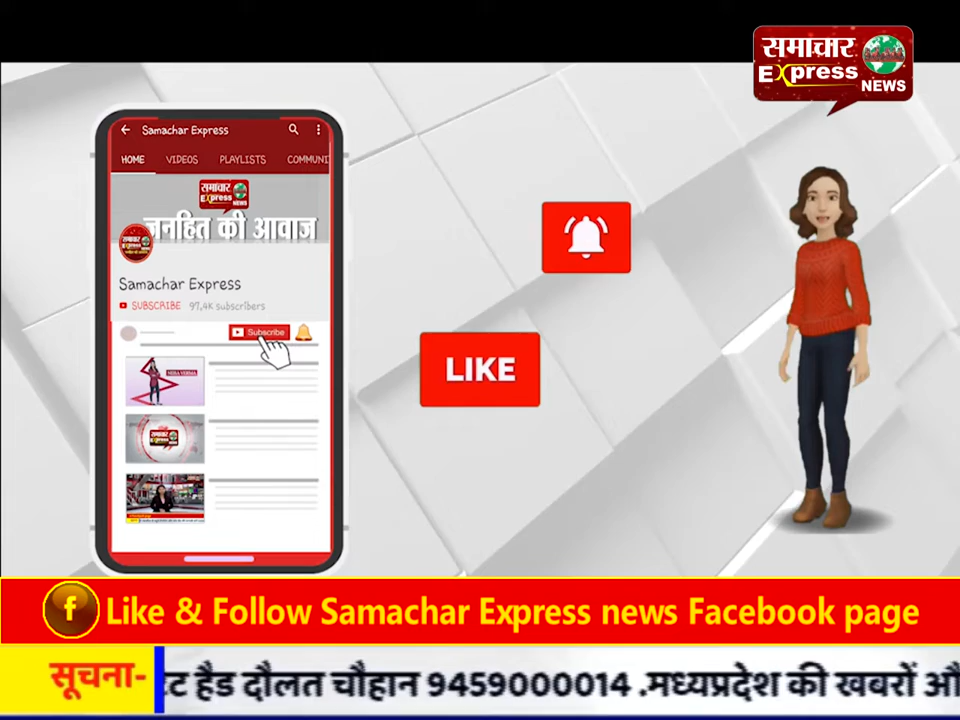 समाचार
Express
NEWS
Samachar Express
HOME VIDEOS PLAYLISTS COMMUNI
समाचार
Express
NEWS
जनहित की आवाज
Samachar Express
SUBSCRIBE 97.4K subscribers
Subscribe
LIKE
f Like & Follow Samachar Express news Facebook page
सूचना- टेट हैड दौलत चौहान 9459000014 .मध्यप्रदेश की खबरों औ